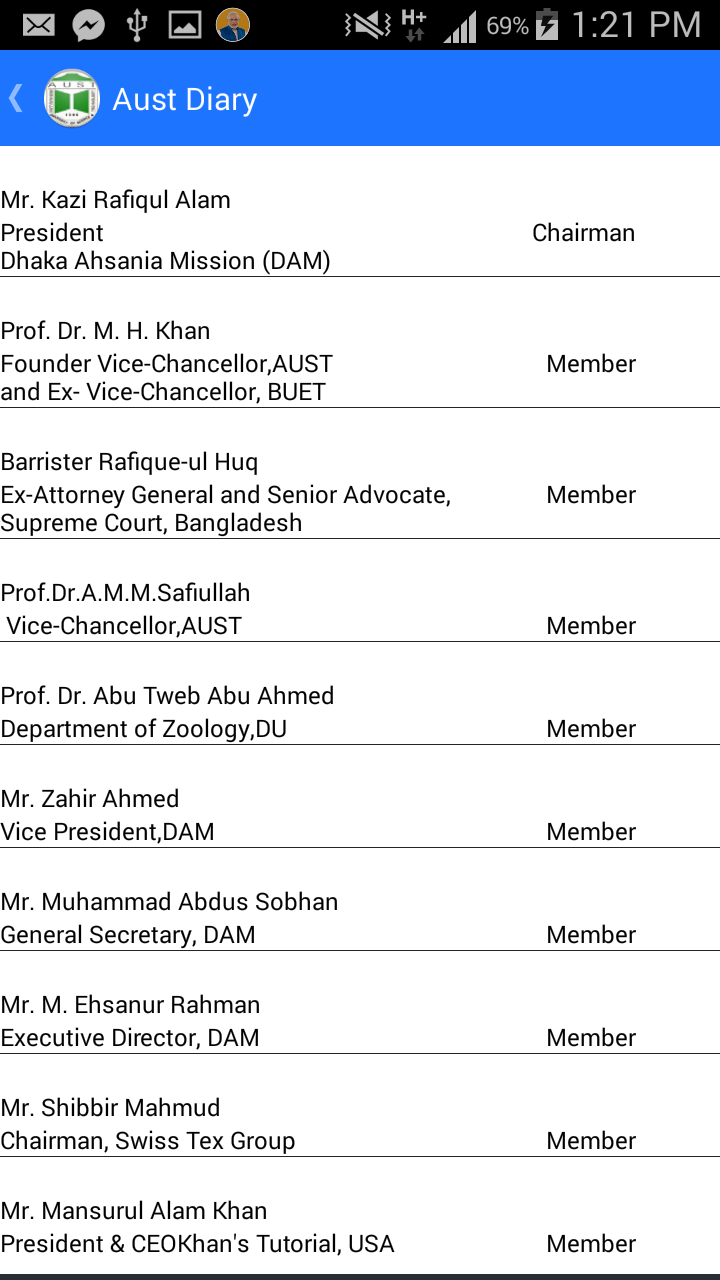 H+
69%
1:21 PM
AUST
Aust Diary
Mr. Kazi Rafiqul Alam
President
Chairman
Dhaka Ahsania Mission (DAM)
Prof. Dr. M. H. Khan
Founder Vice-Chancellor,AUST
Member
and Ex- Vice-Chancellor, BUET
Barrister Rafique-ul Huq
Ex-Attorney General and Senior Advocate,
Member
Supreme Court, Bangladesh
Prof.Dr.A.M.M.Safiullah
Vice-Chancellor,AUST
Member
Prof. Dr. Abu Tweb Abu Ahmed
Department of Zoology,DU
Member
Mr. Zahir Ahmed
Vice President,DAM
Member
Mr. Muhammad Abdus Sobhan
General Secretary, DAM
Member
Mr. M. Ehsanur Rahman
Executive Director, DAM
Member
Mr. Shibbir Mahmud
Chairman, Swiss Tex Group
Member
Mr. Mansurul Alam Khan
President & CEOKhan's Tutorial, USA
Member